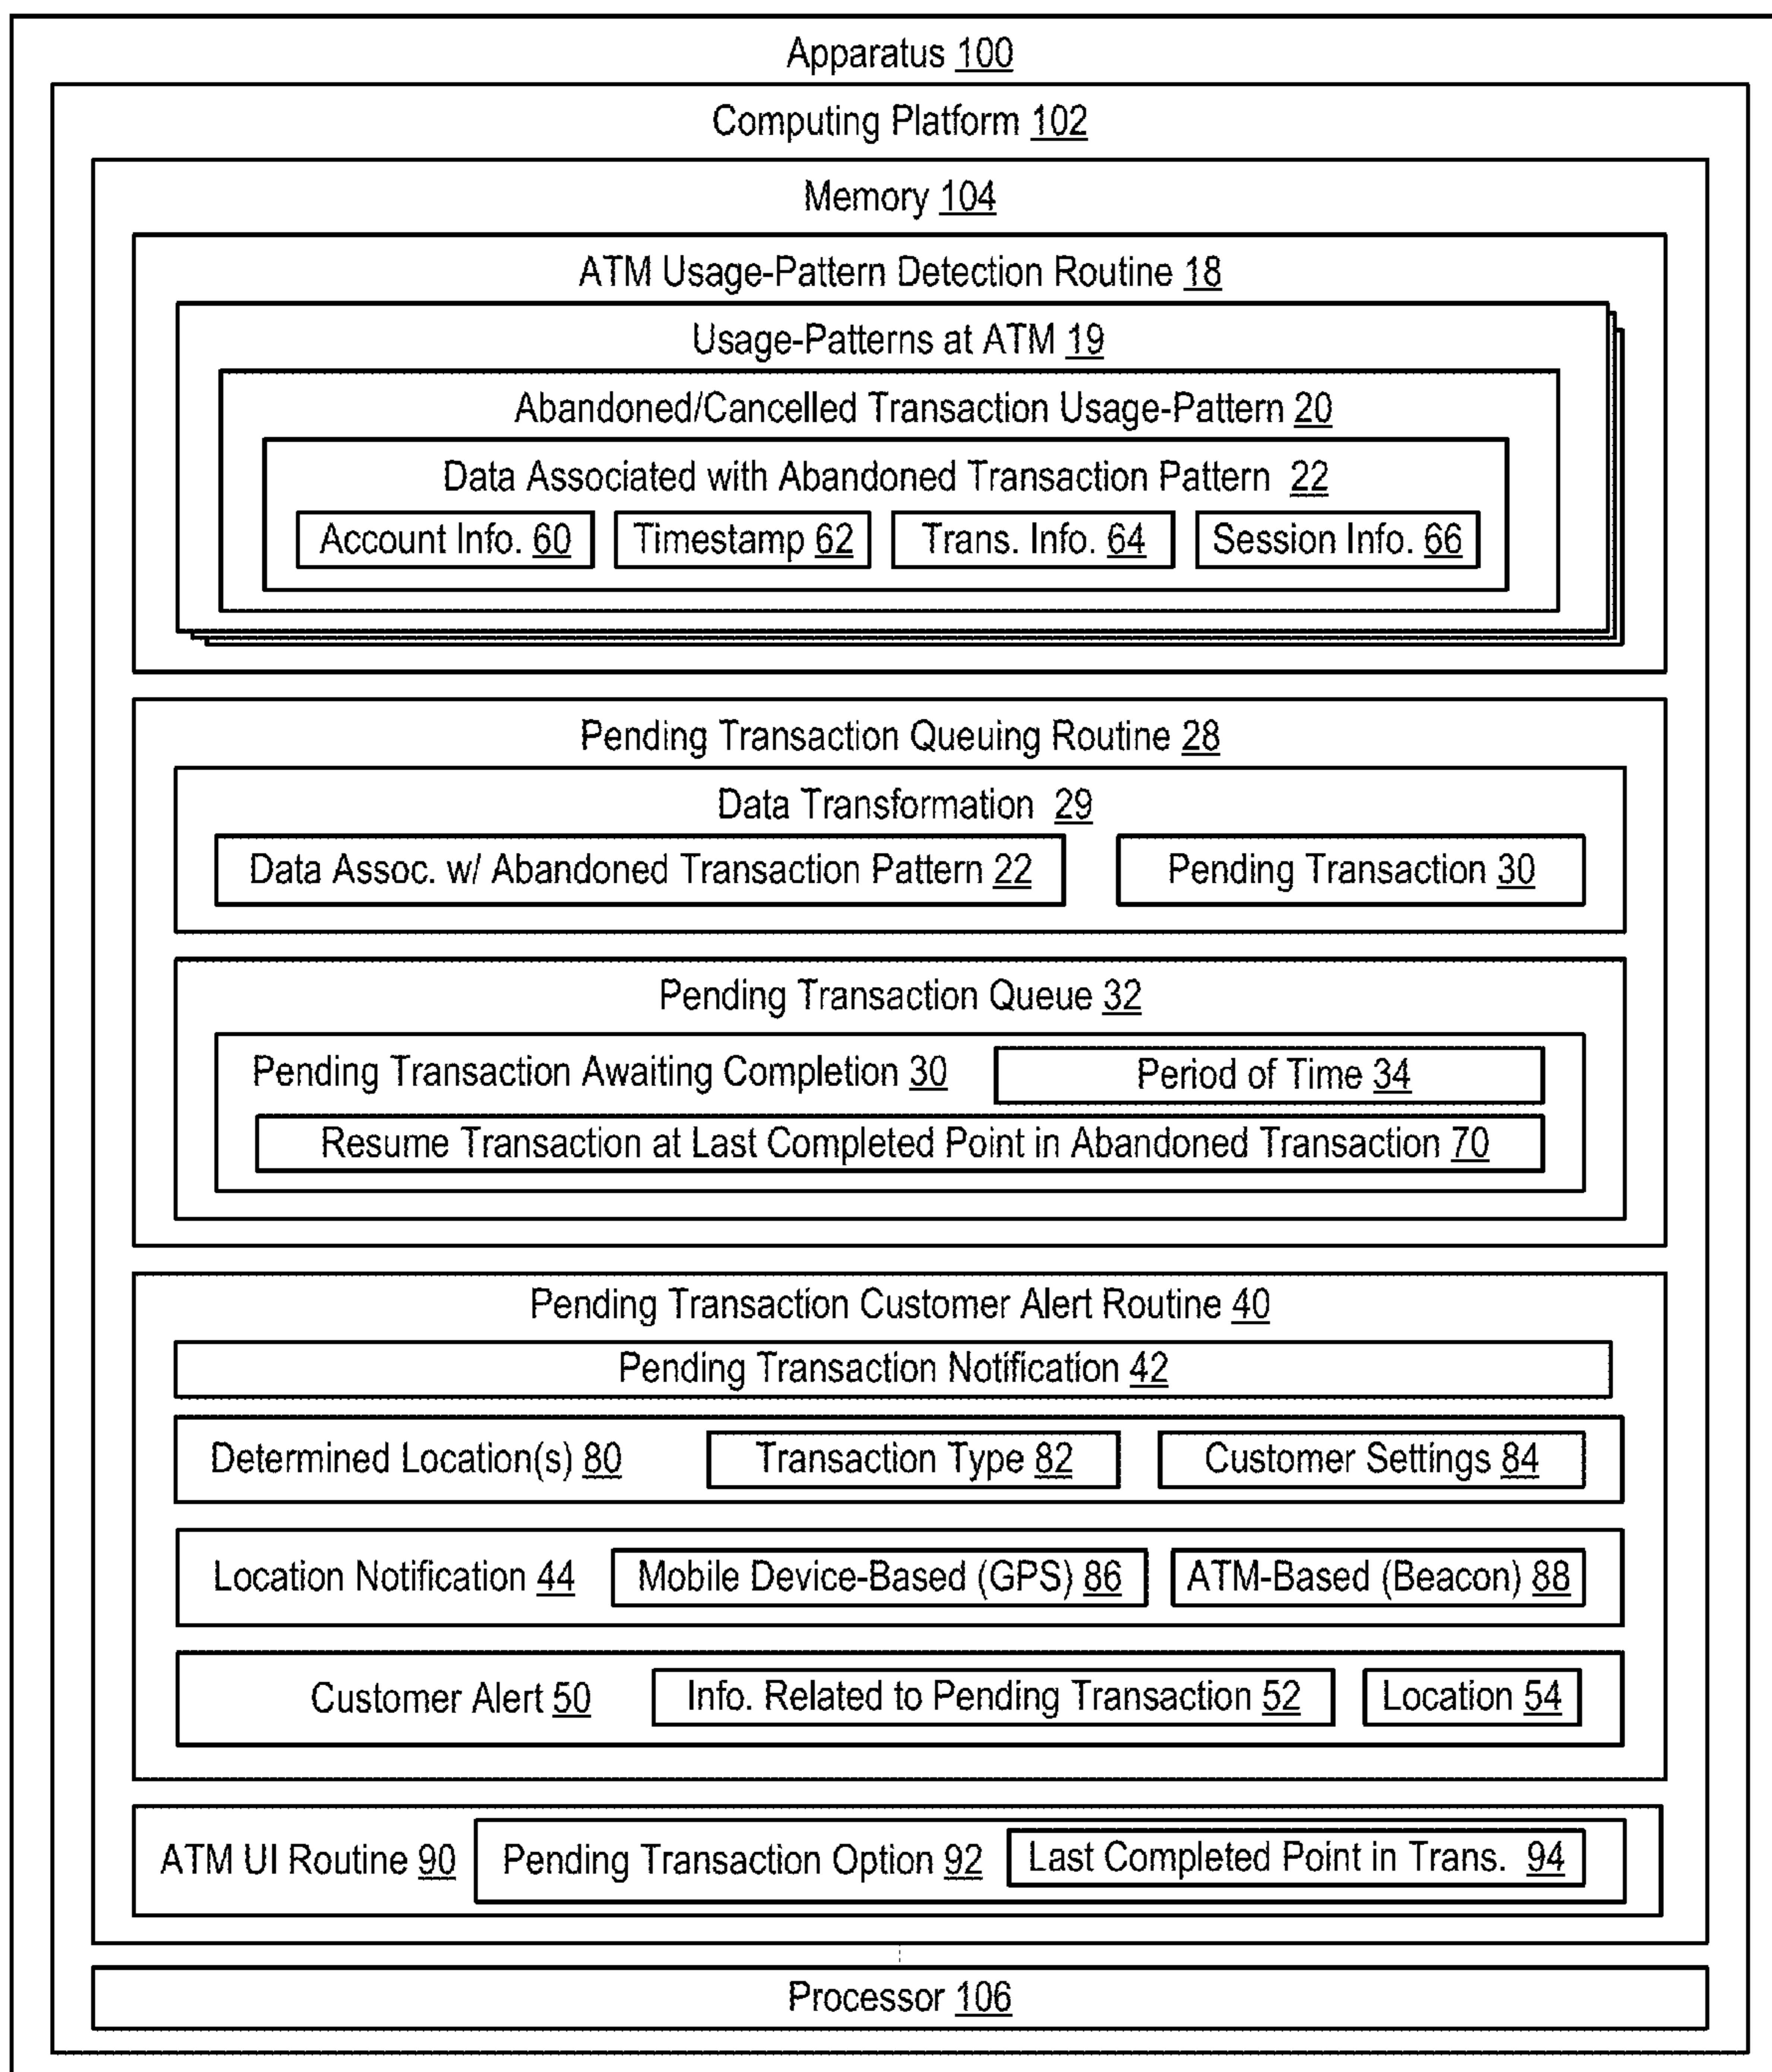 Apparatus 100
Computing Platform 102
Memory 104
ATM Usage-Pattern Detection Routine 18
Usage-Patterns at ATM 19
Abandoned/Cancelled Transaction Usage-Pattern 20
Data Associated with Abandoned Transaction Pattern 22
Account Info. 60 Timestamp 62 Trans. Info. 64 Session Info. 66
Pending Transaction Queuing Routine 28
Data Transformation 29
Data Assoc. w/ Abandoned Transaction Pattern 22 Pending Transaction 30
Pending Transaction Queue 32
Pending Transaction Awaiting Completion 30 Period of Time 34
Resume Transaction at Last Completed Point in Abandoned Transaction 70
Pending Transaction Customer Alert Routine 40
Pending Transaction Notification 42
Determined Location(s) 80 Transaction Type 82 Customer Settings 84
Location Notification 44 Mobile Device-Based (GPS) 86 ATM-Based (Beacon) 88
Customer Alert 50 Info. Related to Pending Transaction 52 Location 54
ATM UI Routine 90 Pending Transaction Option 92 Last Completed Point in Trans. 94
Processor 106